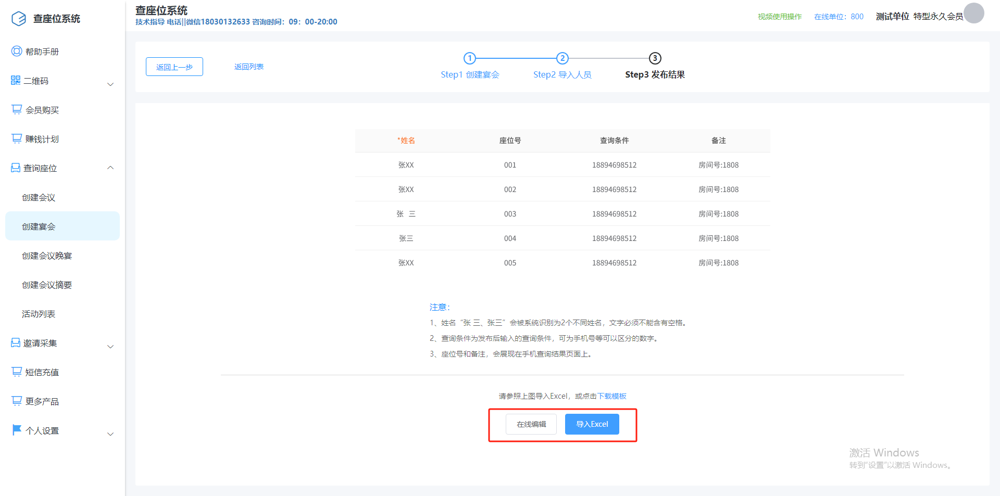 查座位系统
帮助手册
二维码
会员购买
赚钱计划
查询座位
创建会议
创建宴会
创建会议晚宴
创建会议摘要
活动列表
邀请采集
短信充值
更多产品
个人设置
查座位系统
技术指导 电话||微信18030132633 咨询时间：09：00-20:00
视频使用操作 在线单位：800 测试单位 特型永久会员
返回上一步 返回列表
1 2 3
Step1 创建宴会 Step2 导入人员 Step3 发布结果
*姓名 座位号 查询条件 备注
张XX 001 18894698512 房间号:1808
张XX 002 18894698512 房间号:1808
张 三 003 18894698512 房间号:1808
张三 004 18894698512 房间号:1808
张XX 005 18894698512 房间号:1808
注意：
1、姓名“张 三、张三”会被系统识别为2个不同姓名，文字必须不能含有空格。
2、查询条件为发布后输入的查询条件，可为手机号等可以区分的数字。
3、座位号和备注，会展现在手机查询结果页面上。
请参照上图导入Excel，或点击下载模板
在线编辑 导入Excel
激活 Windows
转到“设置”以激活 Windows。